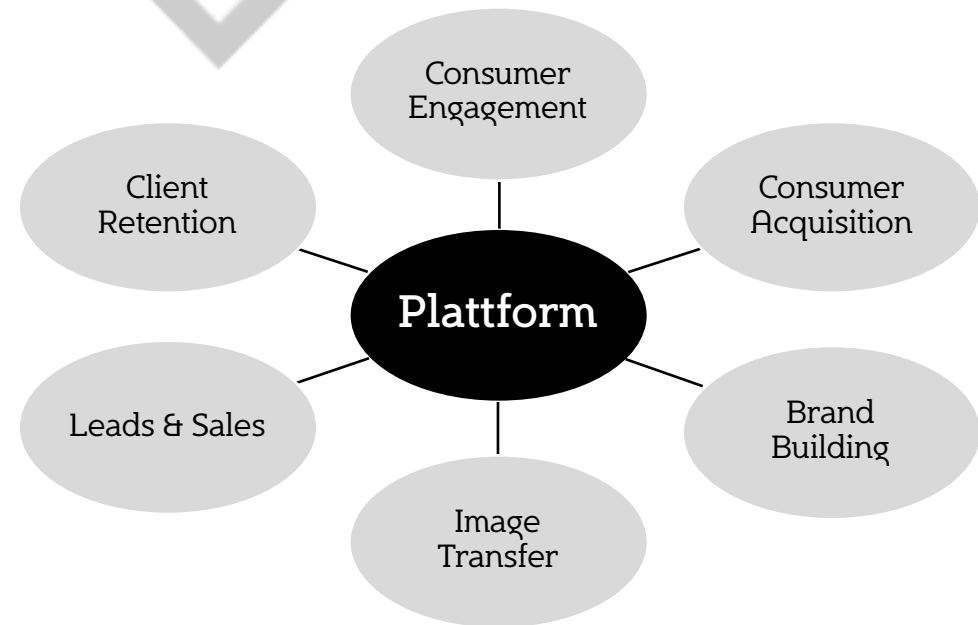 Consumer
Engagement
Client
Retention
Consumer
Acquisition
Plattform
Leads & Sales
Brand
Building
Image
Transfer